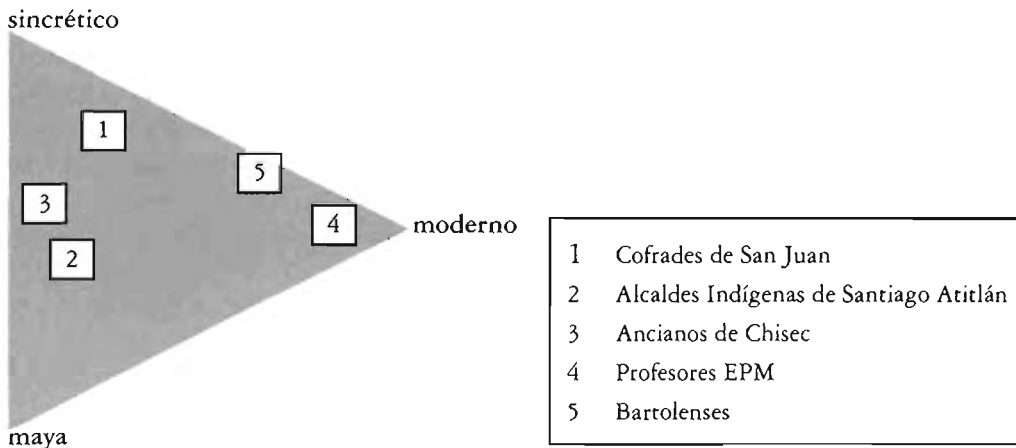 sincrético
1
5
3
4
moderno
2
maya
1 Cofrades de San Juan
2 Alcaldes Indígenas de Santiago Atitlán
3 Ancianos de Chisec
4 Profesores EPM
5 Bartolenses